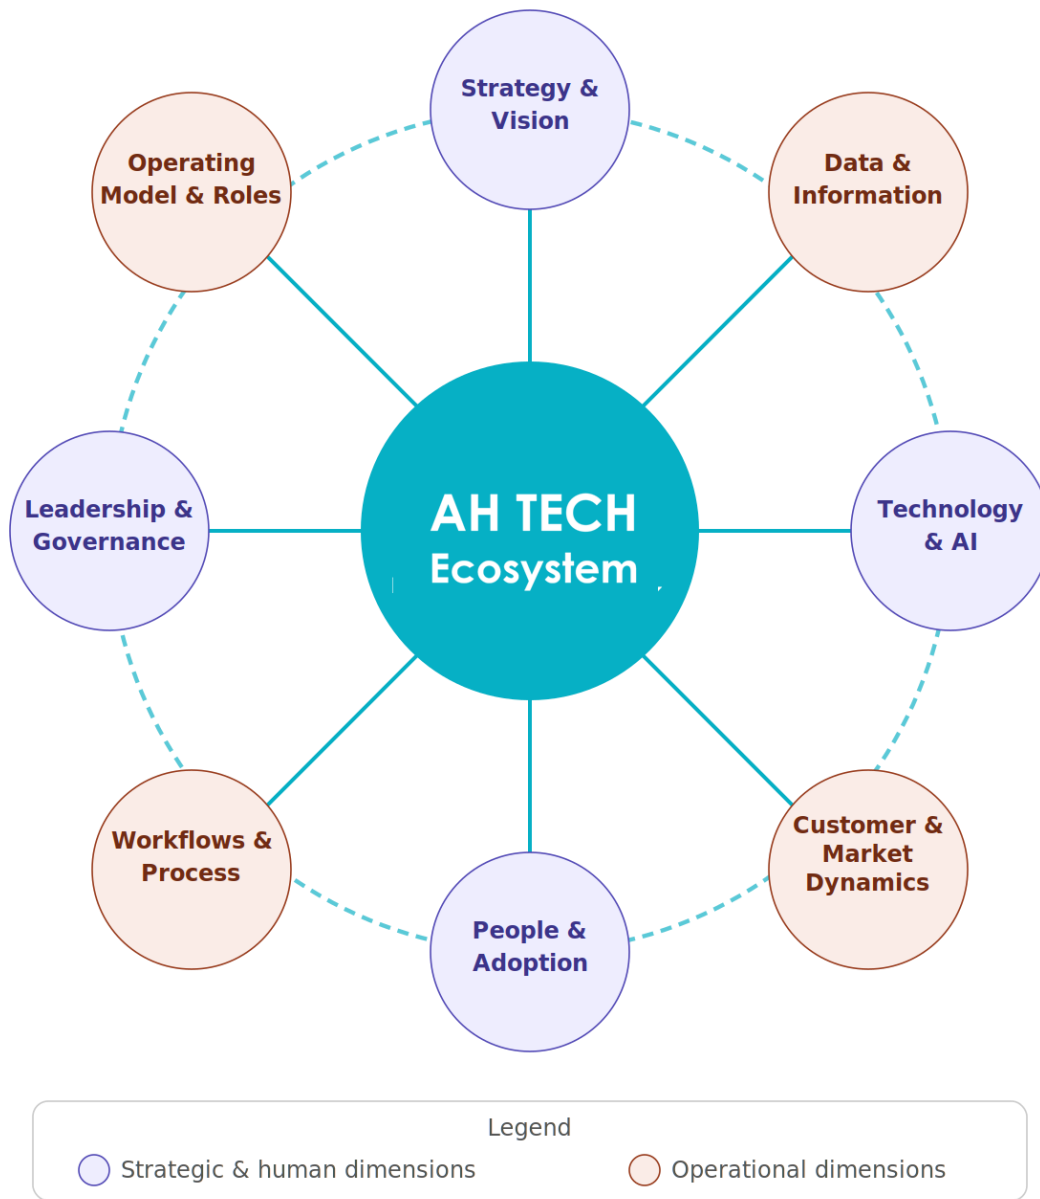 Strategy &
Vision
Operating
Model & Roles
Data &
Information
Leadership &
Governance
AH TECH
Ecosystem
Technology
& AI
Workflows &
Process
Customer &
Market
Dynamics
People &
Adoption
Legend
Strategic & human dimensions
Operational dimensions